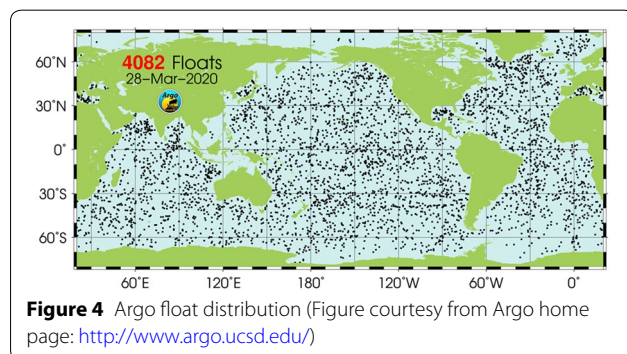 4082 Floats
28-Mar-2020
Argo
60˚N
30˚N
0˚
30˚S
60˚S
60˚E 120˚E 180˚ 120˚W 60˚W 0˚
Figure 4 Argo float distribution (Figure courtesy from Argo home
page: http://www.argo.ucsd.edu/)